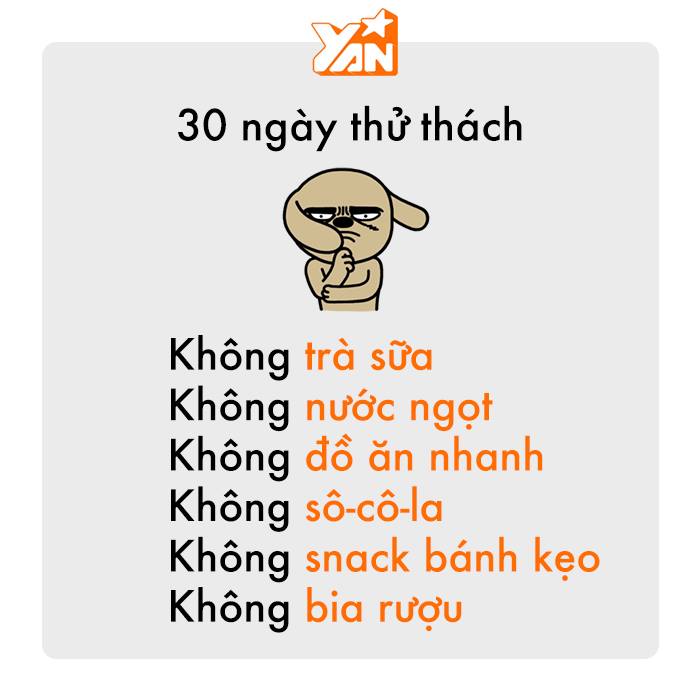 YAN
30 ngày thử thách
Không trà sữa
Không nước ngọt
Không đồ ăn nhanh
Không sô-cô-la
Không snack bánh kẹo
Không bia rượu